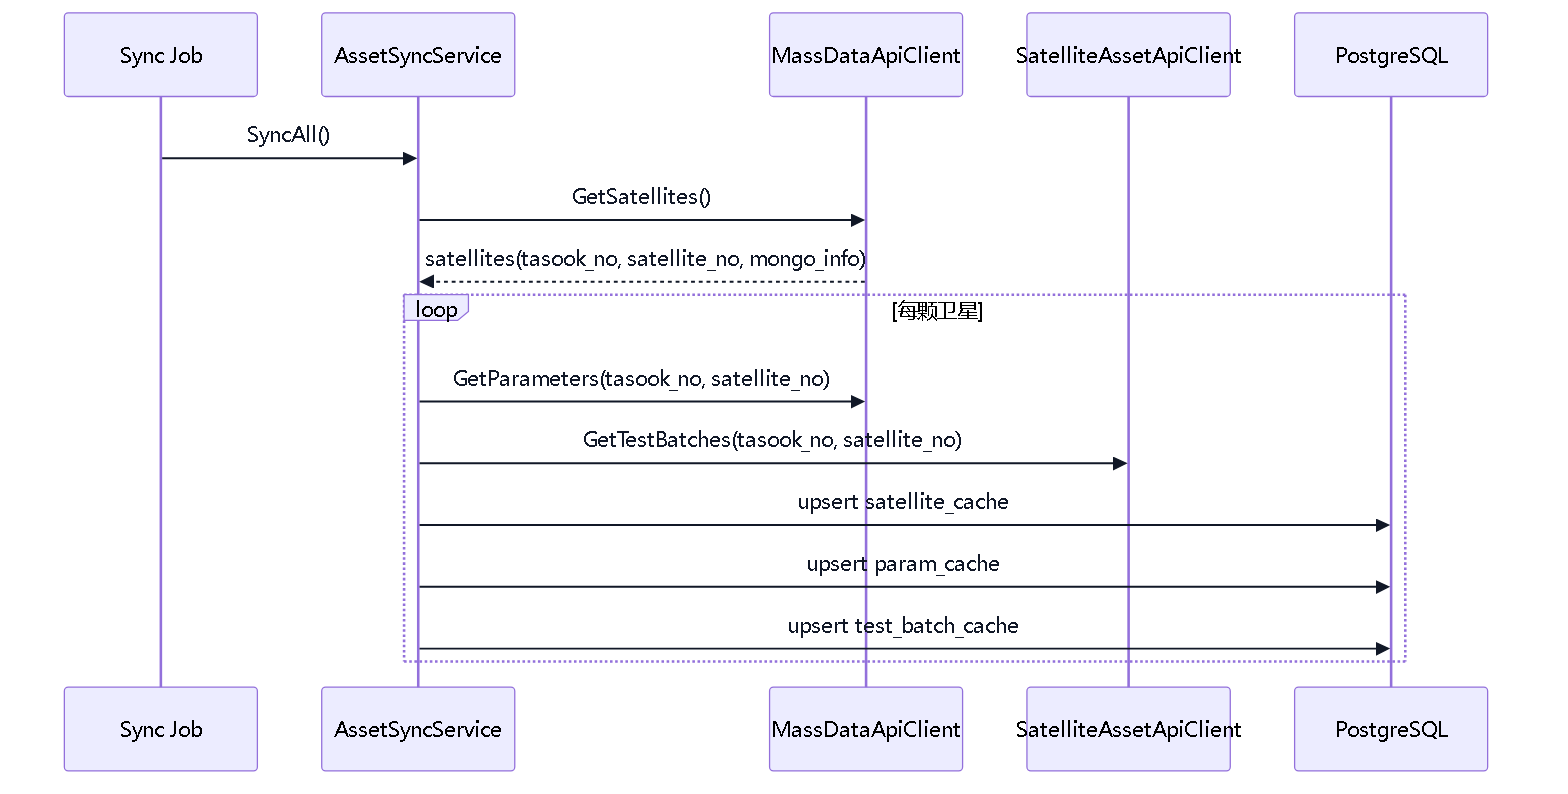 Sync Job
AssetSyncService
MassDataApiClient
SatelliteAssetApiClient
PostgreSQL
SyncAll()
GetSatellites()
satellites(tasook_no, satellite_no, mongo_info)
loop
[每颗卫星]
GetParameters(tasook_no, satellite_no)
GetTestBatches(tasook_no, satellite_no)
upsert satellite_cache
upsert param_cache
upsert test_batch_cache
Sync Job
AssetSyncService
MassDataApiClient
SatelliteAssetApiClient
PostgreSQL